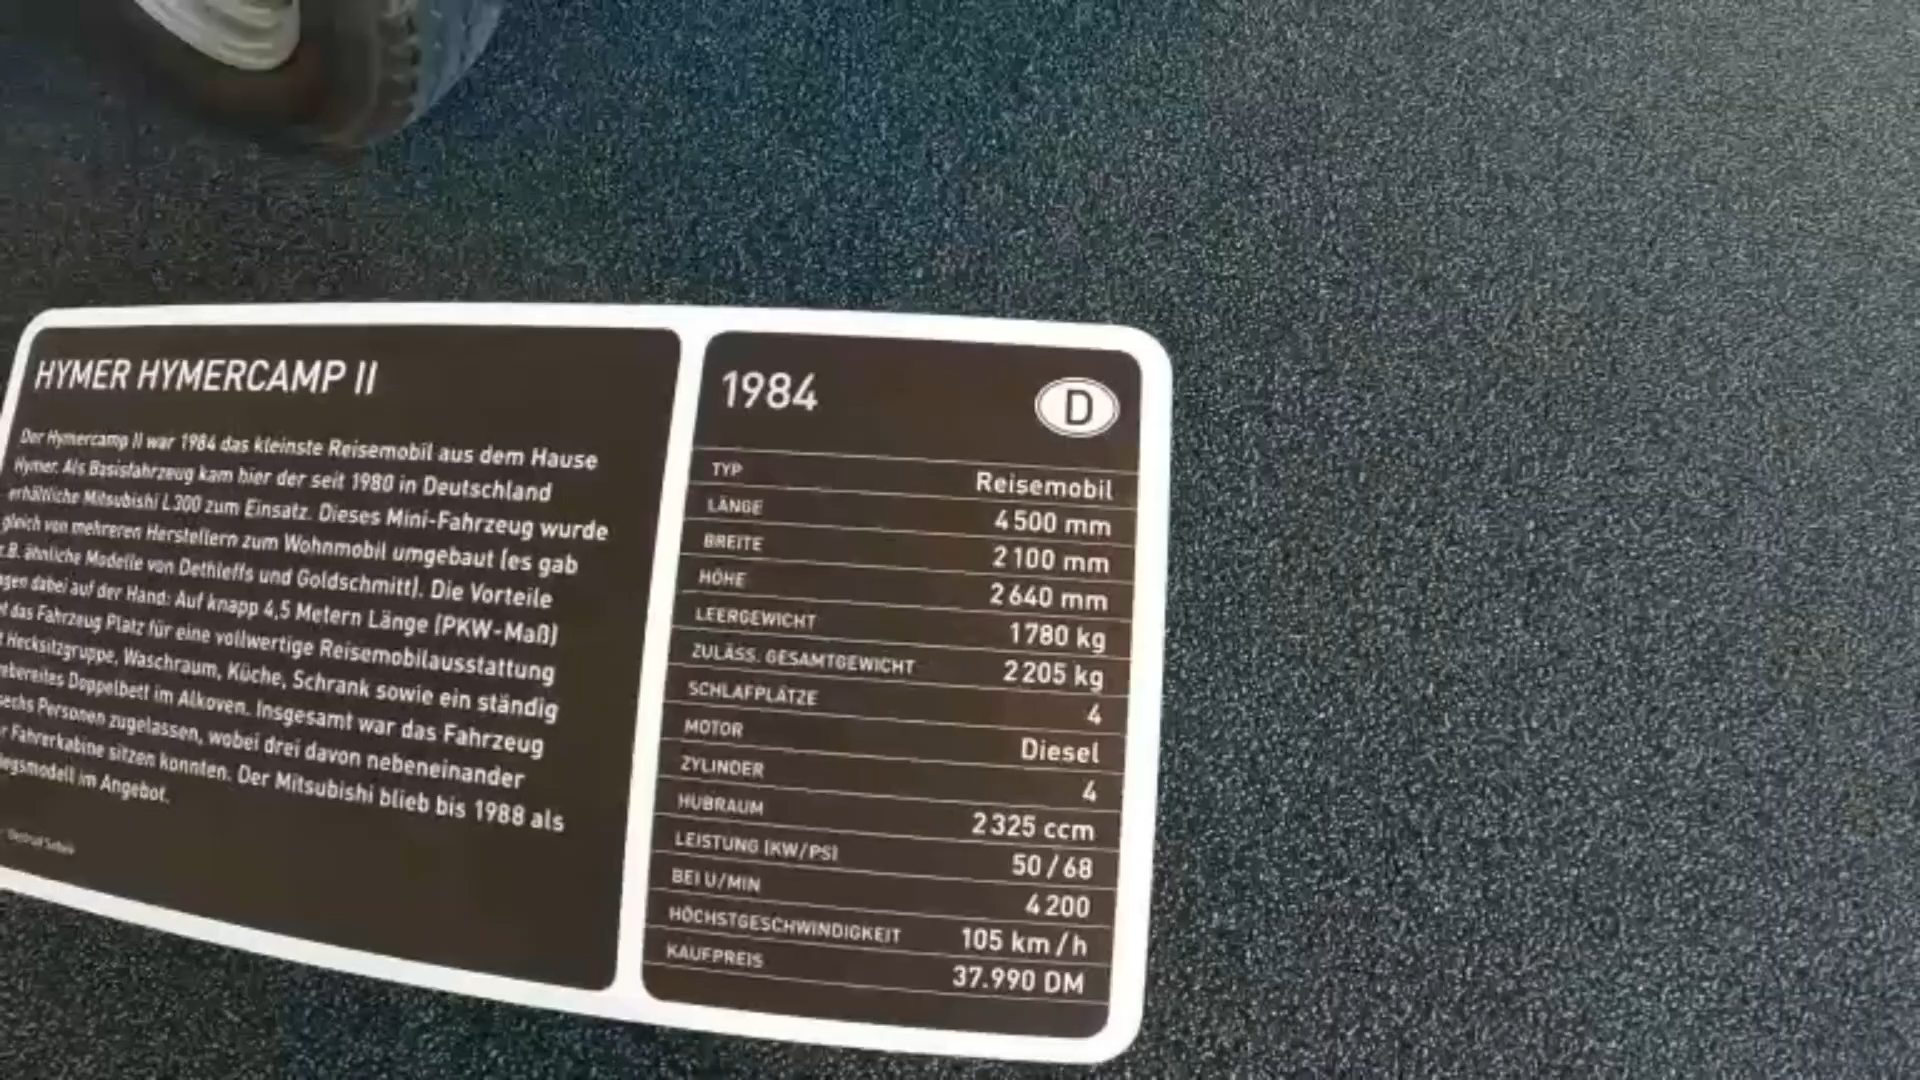 HYMER HYMERCAMP II
Der Hymercamp II war 1984 das kleinste Reisemobil aus dem Hause
Hymer. Als Basisfahrzeug kam hier der seit 1980 in Deutschland
erhältliche Mitsubishi L300 zum Einsatz. Dieses Mini-Fahrzeug wurde
gleich von mehreren Herstellern zum Wohnmobil umgebaut (es gab
z.B. ähnliche Modelle von Dethleffs und Goldschmitt). Die Vorteile
dabei auf der Hand: Auf knapp 4,5 Metern Länge (PKW-Maß)
das Fahrzeug Platz für eine vollwertige Reisemobilausstattung
Hecksitzgruppe, Waschraum, Küche, Schrank sowie ein ständig
Doppelbett im Alkoven. Insgesamt war das Fahrzeug
sechs Personen zugelassen, wobei drei davon nebeneinander
Fahrerkabine sitzen konnten. Der Mitsubishi blieb bis 1988 als
im Angebot.
1984
D
TYP Reisemobil
LÄNGE 4500 mm
BREITE 2100 mm
HÖHE 2640 mm
LEERGEWICHT 1780 kg
ZULÄSS. GESAMTGEWICHT 2205 kg
SCHLAFPLÄTZE 4
MOTOR Diesel
ZYLINDER 4
HUBRAUM 2325 ccm
LEISTUNG (KW/PS) 50/68
BEI U/MIN 4200
HÖCHSTGESCHWINDIGKEIT 105 km/h
KAUFPREIS 37.990 DM